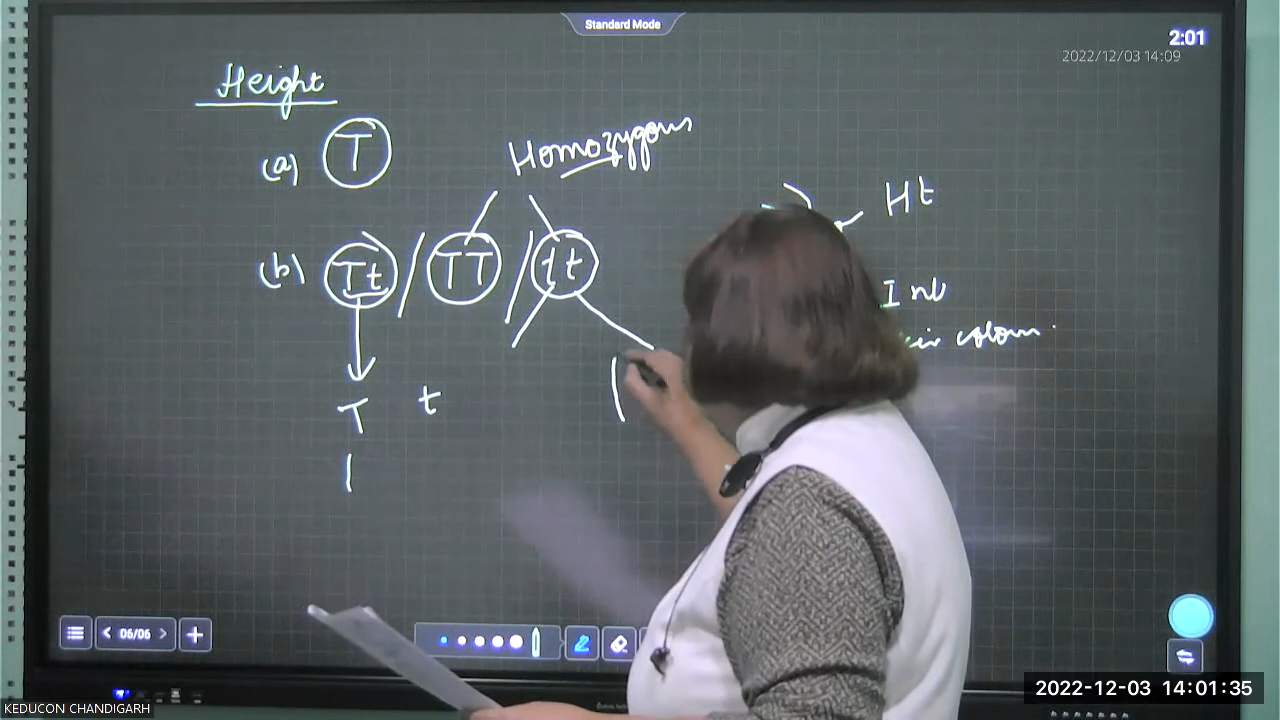 Standard Mode
2:01
2022/12/03 14:09
Height
(a) T
Homozygous
Ht
(b) Tt / TT / tt
T t
06/06
KEDUCON CHANDIGARH
2022-12-03 14:01:35